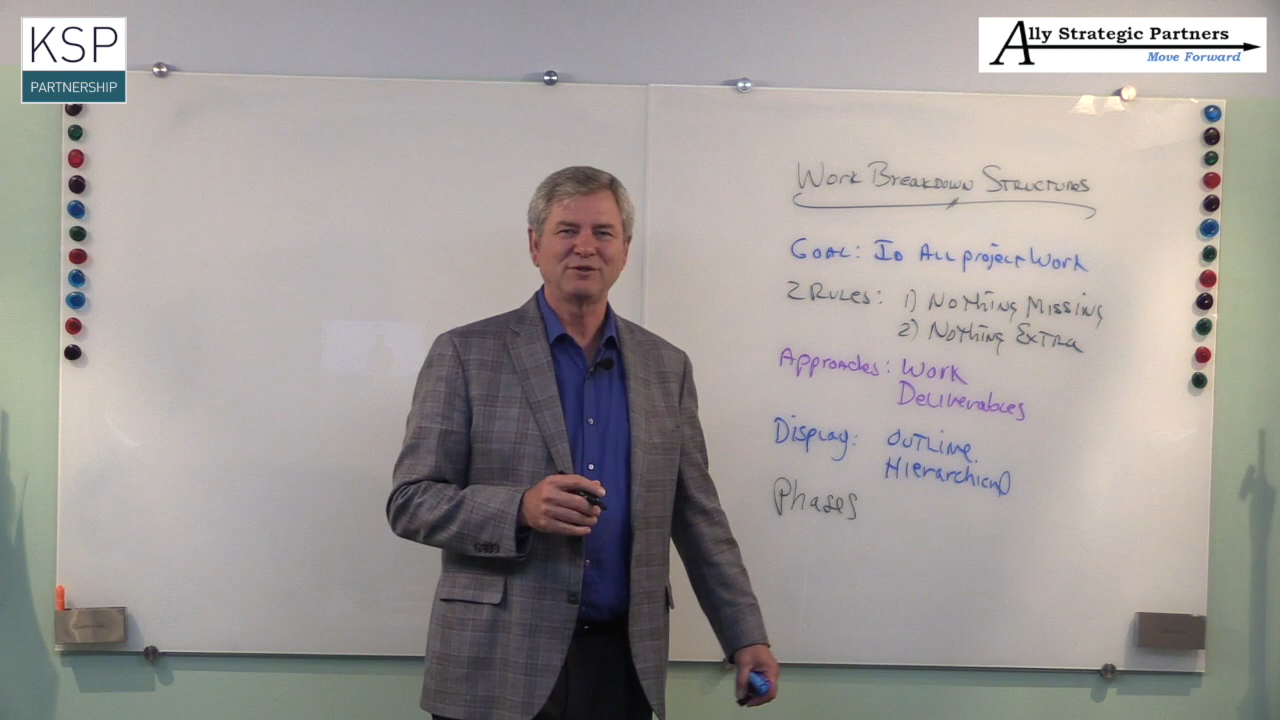 KSP
PARTNERSHIP
Ally Strategic Partners
Move Forward
Work Breakdown Structures
Goal: ID All project Work
2 Rules: 1) Nothing Missing
2) Nothing Extra
Approaches: Work
Deliverables
Display: Outline.
Hierarchical
Phases